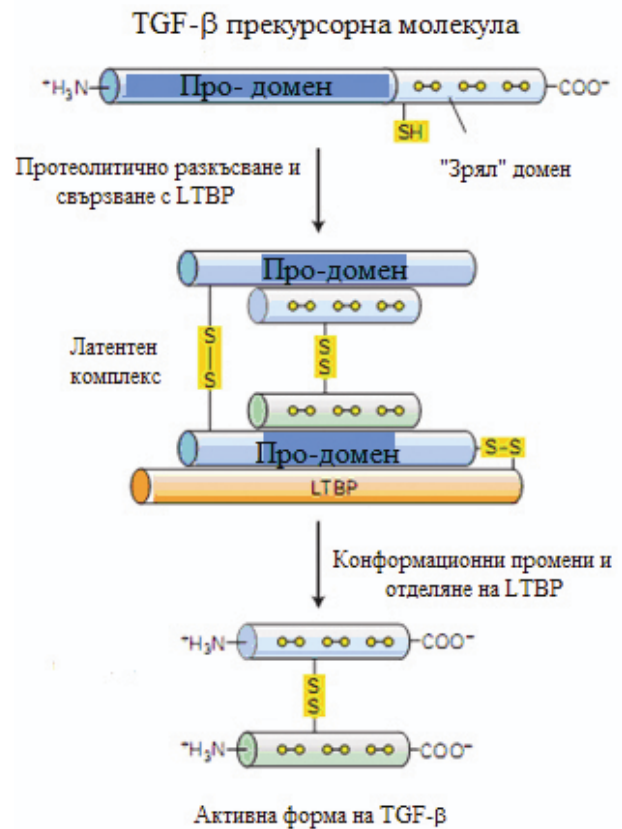 TGF-β прекурсорна молекула
⁺H₃N
Про- домен
COO⁻
SH
Протеолитично разкъсване и
свързване с LTBP
"Зрял" домен
Про-домен
S
S
S
S
Латентен
комплекс
Про-домен
S-S
LTBP
Конформационни промени и
отделяне на LTBP
⁺H₃N
COO⁻
S
S
⁺H₃N
COO⁻
Активна форма на TGF-β